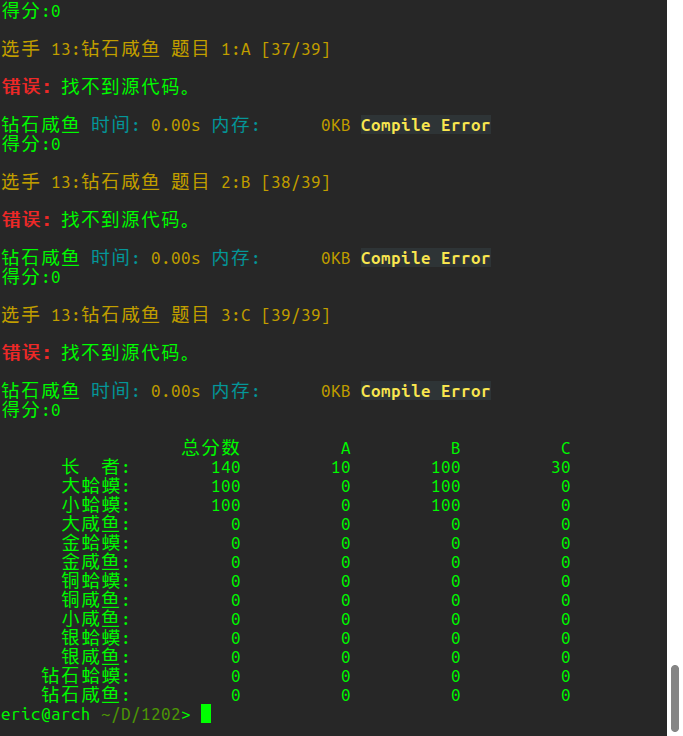 得分:0
选手 13:钻石咸鱼 题目 1:A [37/39]
错误: 找不到源代码。
钻石咸鱼 时间: 0.00s 内存:      0KB Compile Error
得分:0
选手 13:钻石咸鱼 题目 2:B [38/39]
错误: 找不到源代码。
钻石咸鱼 时间: 0.00s 内存:      0KB Compile Error
得分:0
选手 13:钻石咸鱼 题目 3:C [39/39]
错误: 找不到源代码。
钻石咸鱼 时间: 0.00s 内存:      0KB Compile Error
得分:0
总分数 A B C
长  者: 140 10 100 30
大蛤蟆: 100 0 100 0
小蛤蟆: 100 0 100 0
大咸鱼: 0 0 0 0
金蛤蟆: 0 0 0 0
金咸鱼: 0 0 0 0
铜蛤蟆: 0 0 0 0
铜咸鱼: 0 0 0 0
小咸鱼: 0 0 0 0
银蛤蟆: 0 0 0 0
银咸鱼: 0 0 0 0
钻石蛤蟆: 0 0 0 0
钻石咸鱼: 0 0 0 0
eric@arch ~/D/1202>